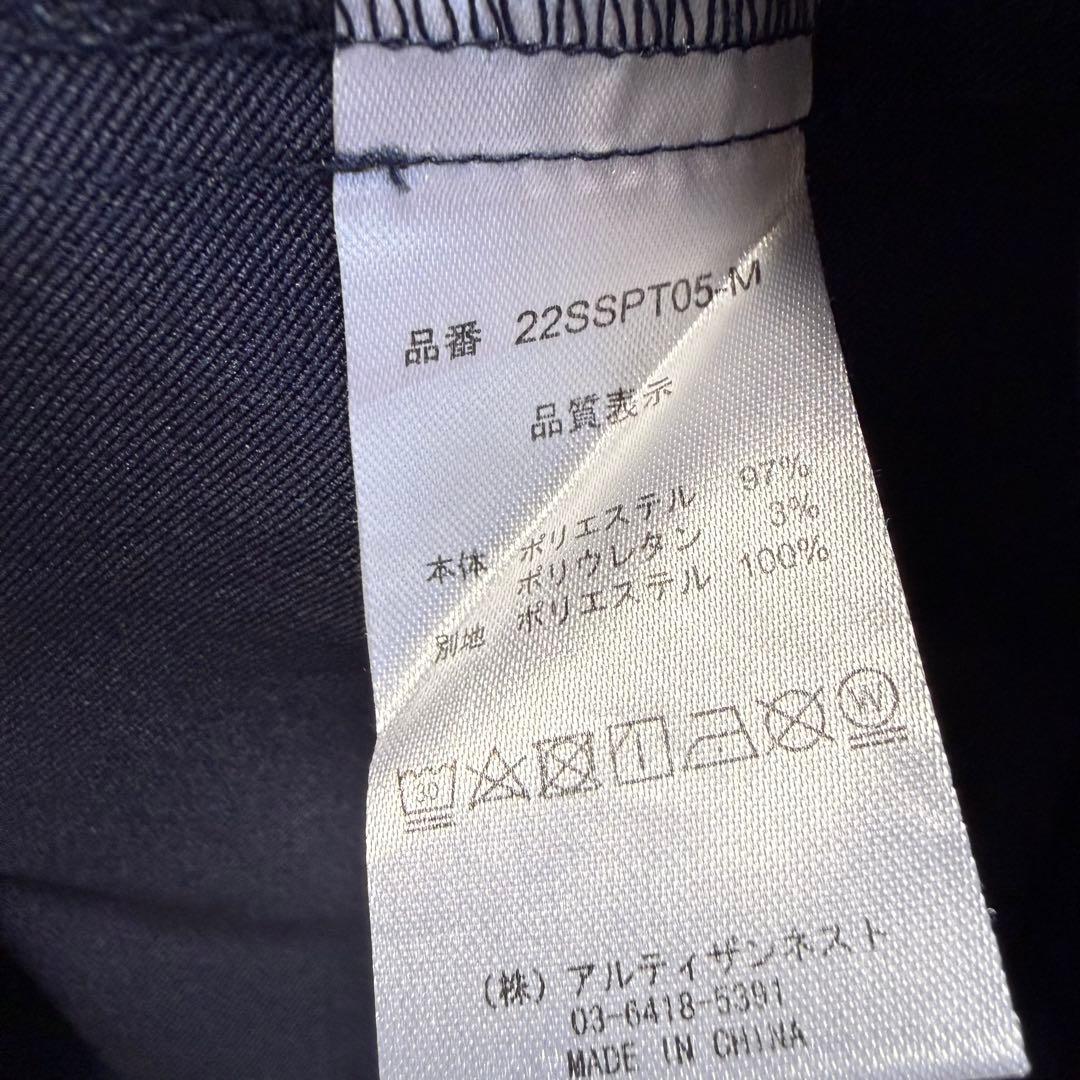 品番 22SSPT05-M
品質表示
本体 ポリエステル 97%
ポリウレタン 3%
別地 ポリエステル 100%
30 W
(株) アルティザンネスト
03-6418-5391
MADE IN CHINA